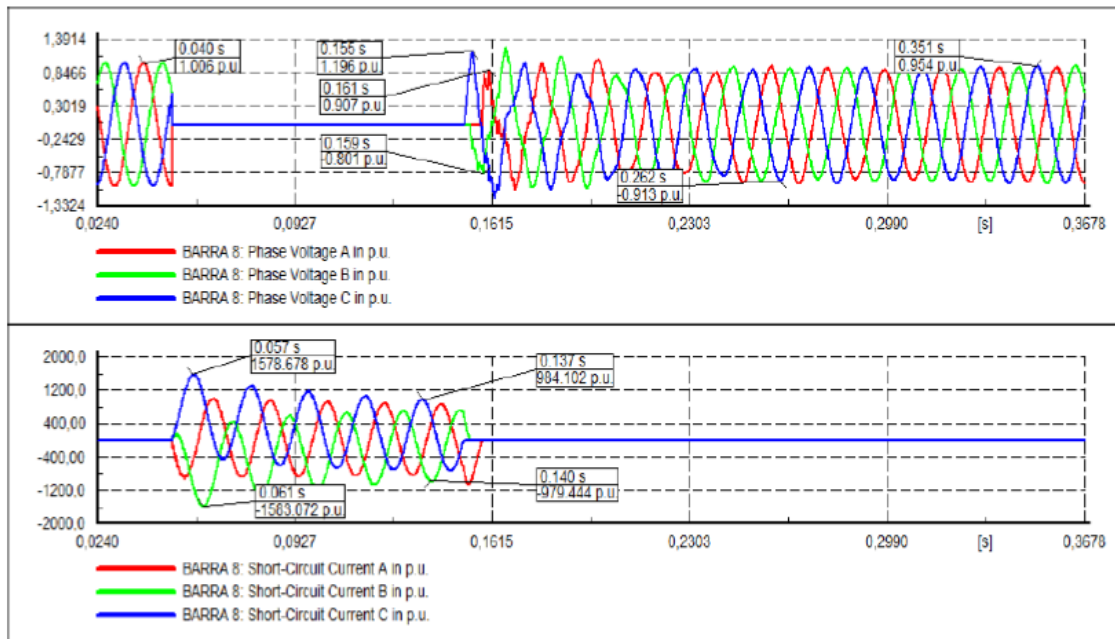 1,3914
0,8466
0,3019
-0,2429
-0,7877
-1,3324
0.040 s
1.006 p.u.
0.155 s
1.196 p.u.
0.161 s
0.907 p.u.
0.159 s
-0.801 p.u.
0.262 s
-0.913 p.u.
0.351 s
0.954 p.u.
0,0240 0,0927 0,1615 0,2303 0,2990 [s] 0,3678
BARRA 8: Phase Voltage A in p.u.
BARRA 8: Phase Voltage B in p.u.
BARRA 8: Phase Voltage C in p.u.
2000,0
1200,0
400,00
-400,00
-1200,0
-2000,0
0.057 s
1578.678 p.u.
0.137 s
984.102 p.u.
0.061 s
-1583.072 p.u.
0.140 s
-979.444 p.u.
0,0240 0,0927 0,1615 0,2303 0,2990 [s] 0,3678
BARRA 8: Short-Circuit Current A in p.u.
BARRA 8: Short-Circuit Current B in p.u.
BARRA 8: Short-Circuit Current C in p.u.